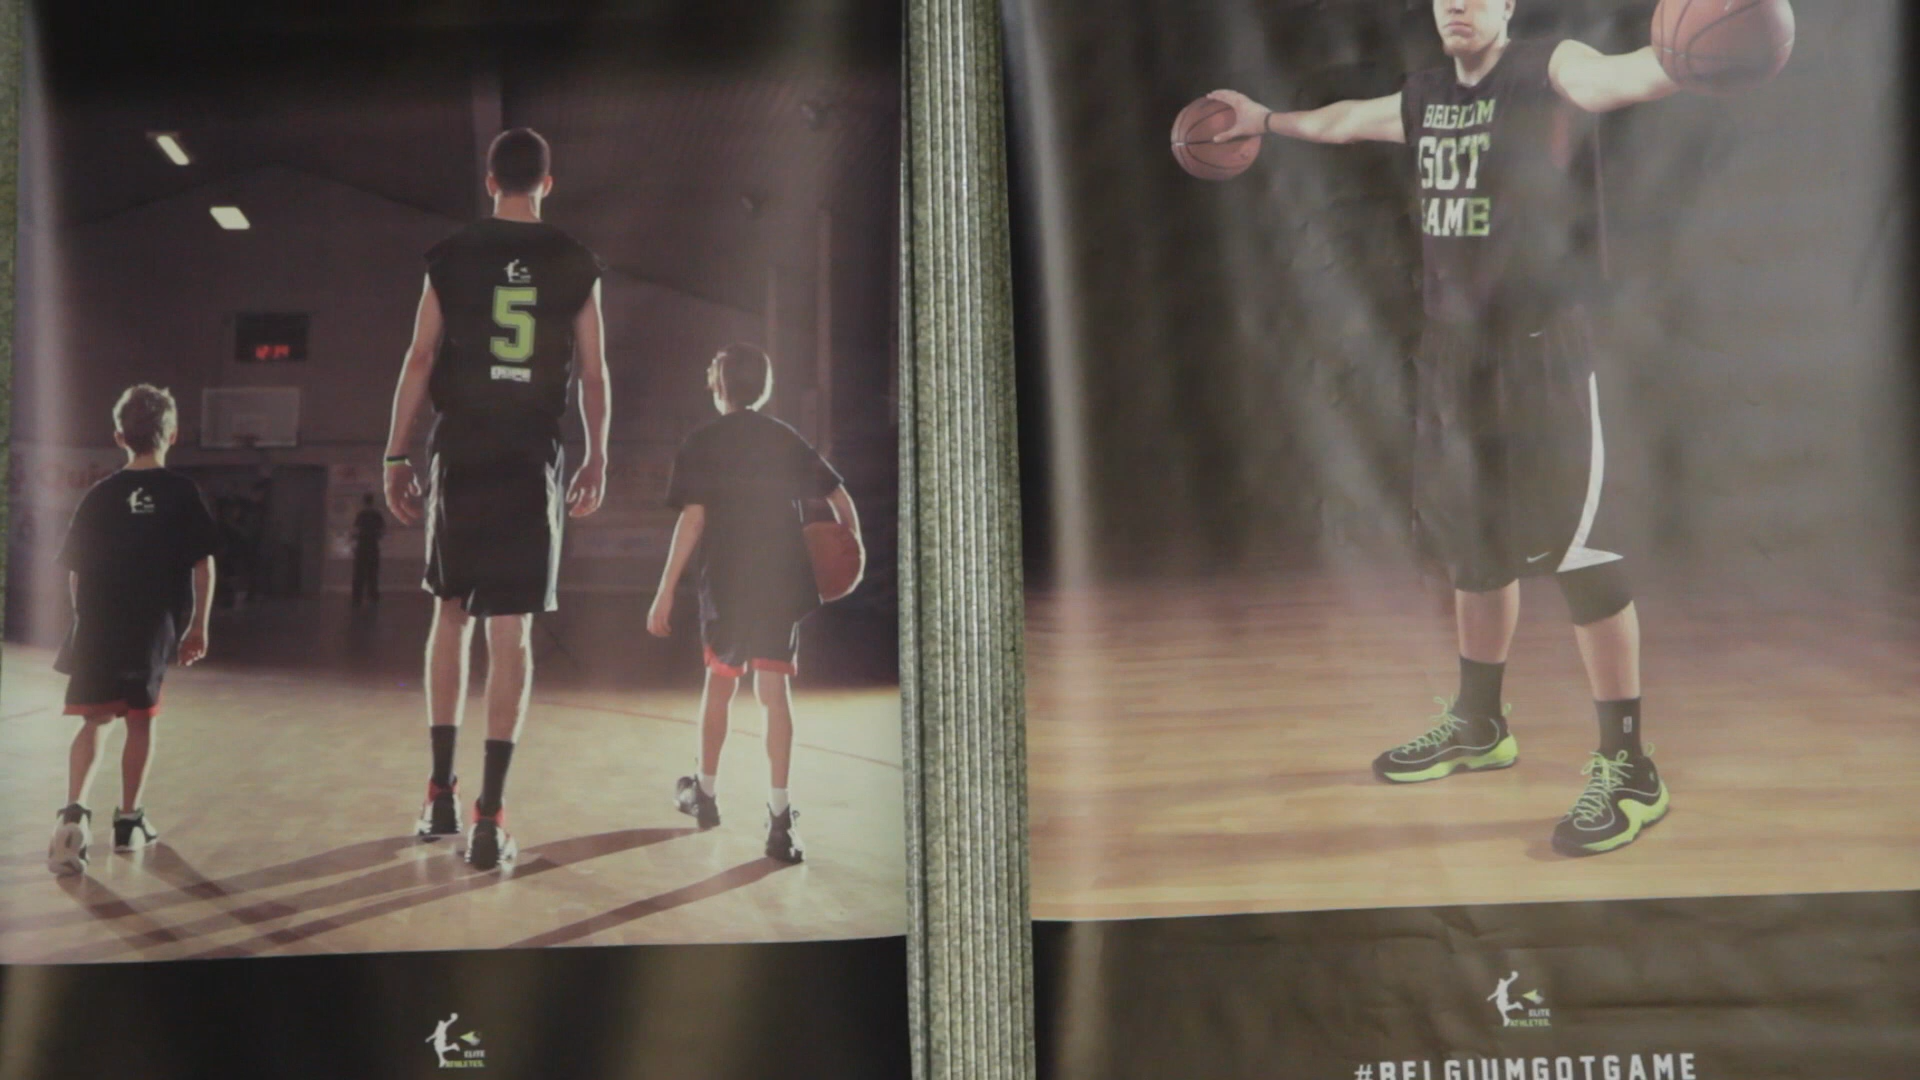 5
ELITE
ATHLETES.
BELGIUM
GOT
GAME
ELITE
ATHLETES.
#BELGIUMGOTGAME